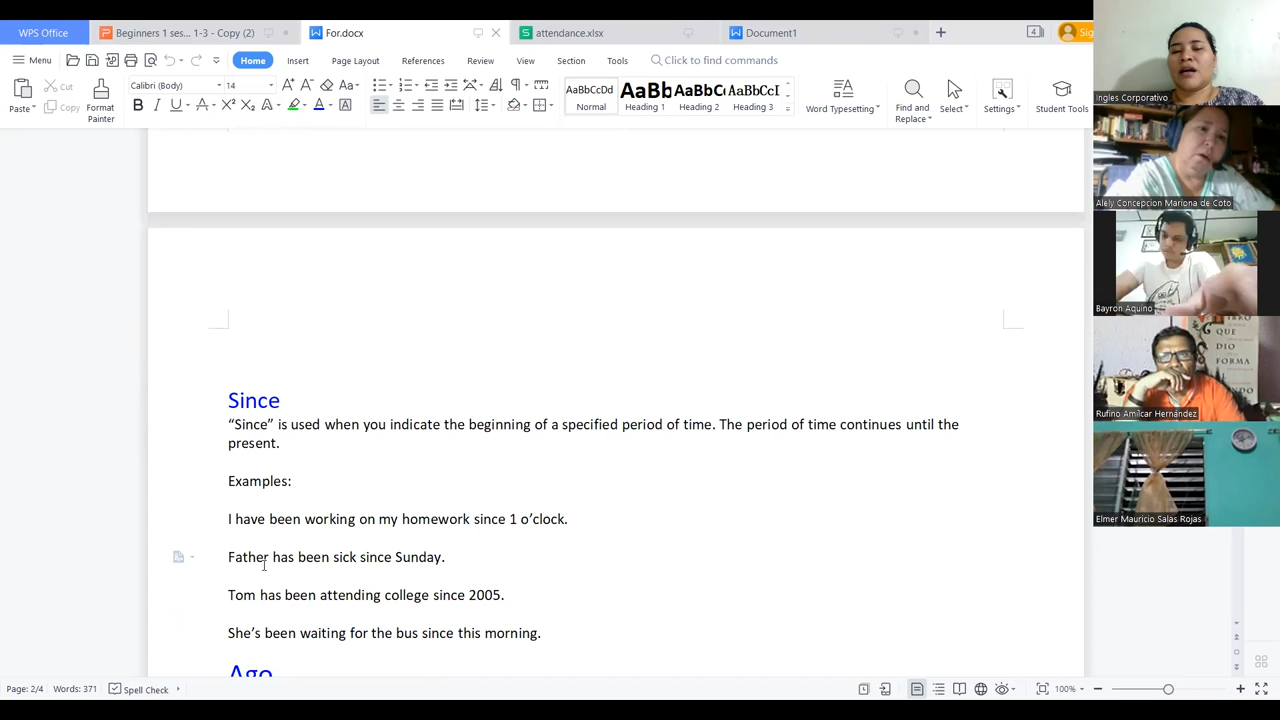 WPS Office
Beginners 1 ses... 1-3 - Copy (2)
For.docx
attendance.xlsx
Document1
Sig
Menu
Home
Insert
Page Layout
References
Review
View
Section
Tools
Click to find commands
Paste
Cut
Copy
Format Painter
Calibri (Body)
14
AaBbCcDd
Normal
AaBb
Heading 1
AaBbC
Heading 2
AaBbCcI
Heading 3
Word Typesetting
Find and Replace
Select
Settings
Student Tools
Since
“Since” is used when you indicate the beginning of a specified period of time. The period of time continues until the
present.
Examples:
I have been working on my homework since 1 o’clock.
Father has been sick since Sunday.
Tom has been attending college since 2005.
She’s been waiting for the bus since this morning.
Ago
Page: 2/4
Words: 371
Spell Check
100%
Ingles Corporativo
Alely Concepcion Mariona de Coto
Bayron Aquino
LIBRO
QUE
DIO
FORMA
Rufino Amilcar Hernández
Elmer Mauricio Salas Rojas